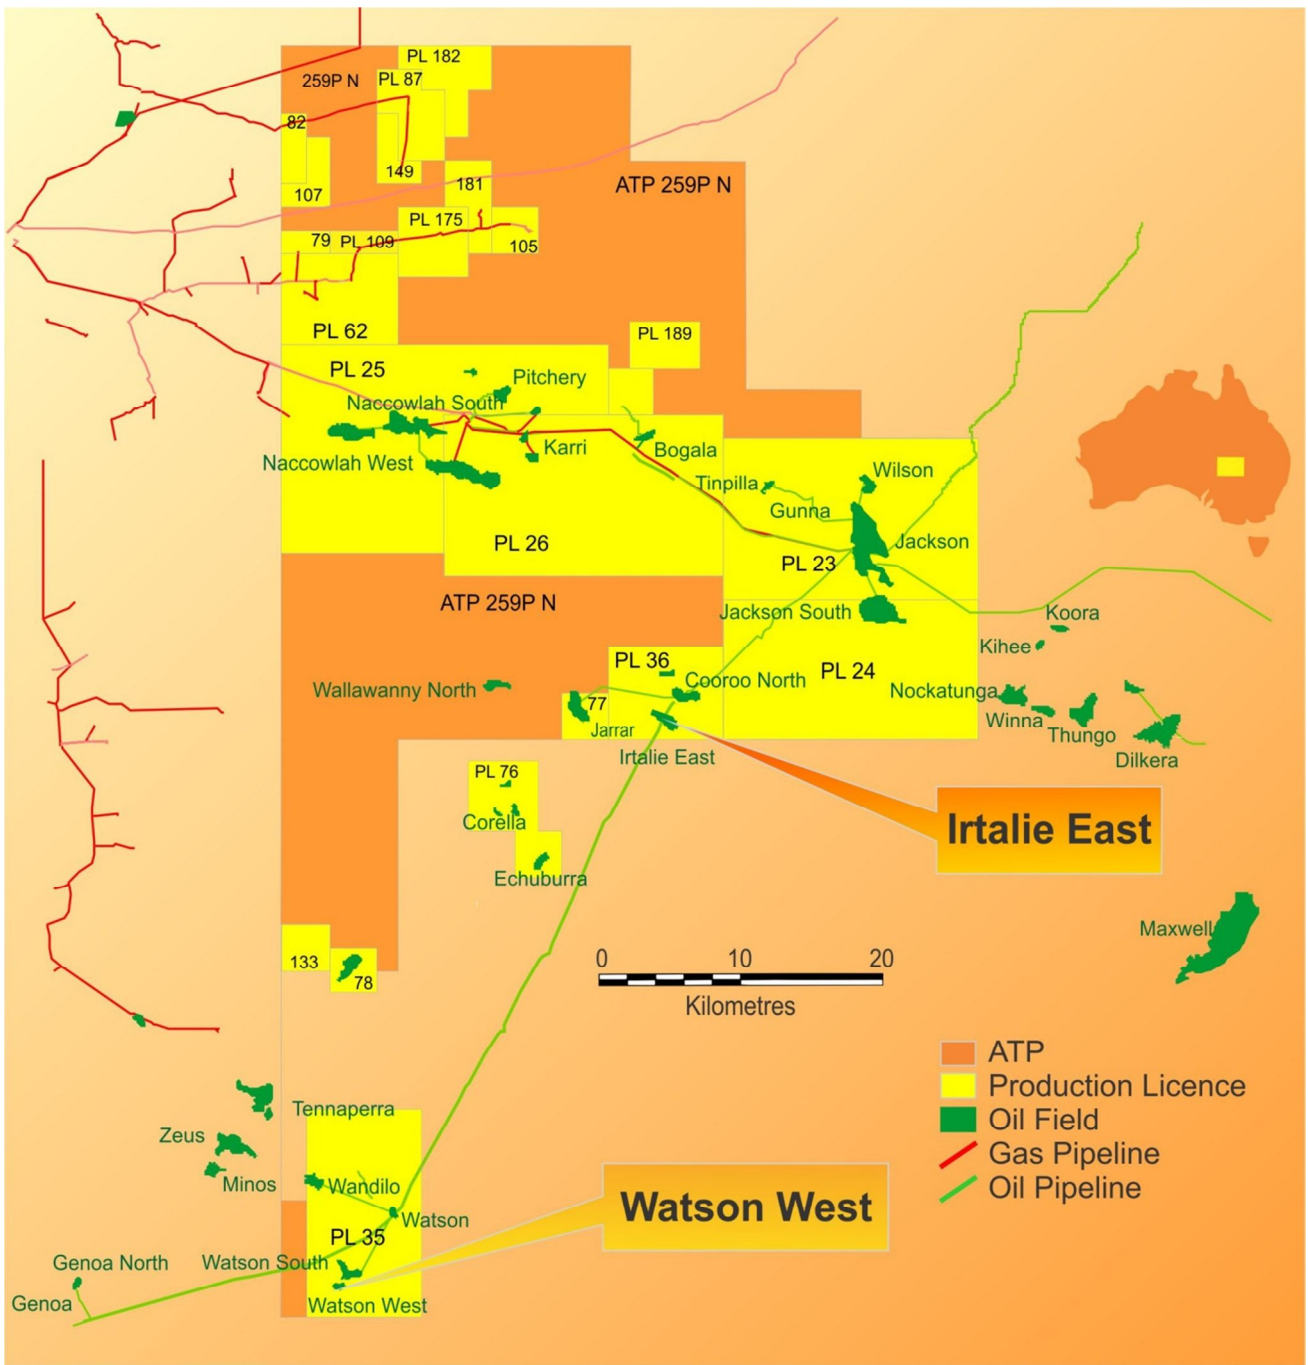 PL 182
259P N
PL 87
82
149
107
181
ATP 259P N
PL 175
79
PL 109
105
PL 62
PL 189
PL 25
Pitchery
Naccowlah South
Karri
Bogala
Naccowlah West
Wilson
Tinpilla
Gunna
PL 26
Jackson
PL 23
ATP 259P N
Jackson South
Koora
Kihee
PL 36
PL 24
Wallawanny North
Cooroo North
Nockatunga
77
Winna
Jarrar
Thungo
Irtalie East
Dilkera
PL 76
Corella
Irtalie East
Echuburra
Maxwell
133
78
0 10 20
Kilometres
ATP
Production Licence
Oil Field
Gas Pipeline
Oil Pipeline
Tennaperra
Zeus
Minos
Wandilo
Watson West
Watson
PL 35
Genoa North
Watson South
Genoa
Watson West